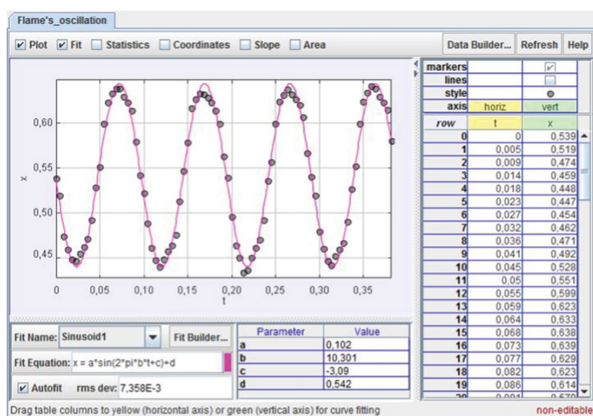 Flame's_oscillation
Plot Fit Statistics Coordinates Slope Area Data Builder... Refresh Help
0,60
0,55
0,50
0,45
x
0 0,05 0,10 0,15 0,20 0,25 0,30 0,35
t
markers
lines
style
axis horiz vert
row t x
0 0 0,539
1 0,005 0,519
2 0,009 0,474
3 0,014 0,459
4 0,018 0,448
5 0,023 0,447
6 0,027 0,454
7 0,032 0,462
8 0,036 0,471
9 0,041 0,492
10 0,045 0,528
11 0,05 0,551
12 0,055 0,599
13 0,059 0,623
14 0,064 0,633
15 0,068 0,638
16 0,073 0,639
17 0,077 0,629
18 0,082 0,623
19 0,086 0,614
Fit Name: Sinusoid1 Fit Builder...
Fit Equation: x = a*sin(2*pi*b*t+c)+d
Autofit rms dev: 7,358E-3
Parameter Value
a 0,102
b 10,301
c -3,09
d 0,542
Drag table columns to yellow (horizontal axis) or green (vertical axis) for curve fitting non-editable